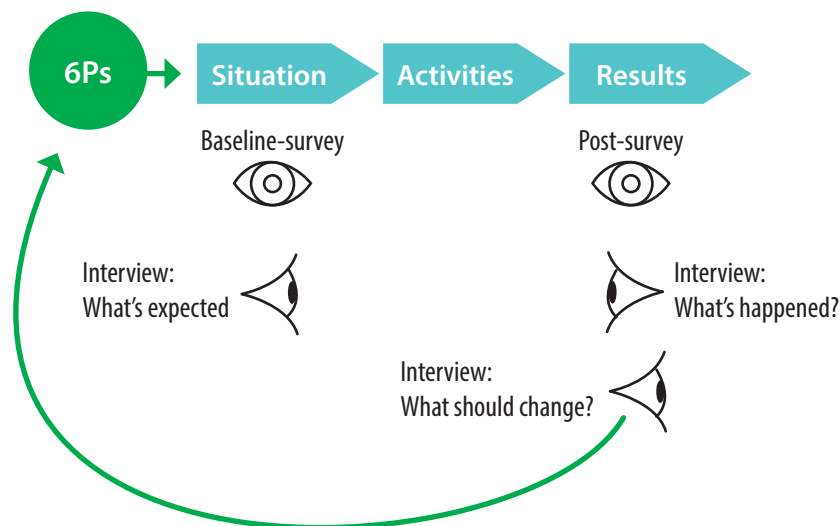 6Ps
Situation
Activities
Results
Baseline-survey
Post-survey
Interview:
What's expected
Interview:
What's happened?
Interview:
What should change?